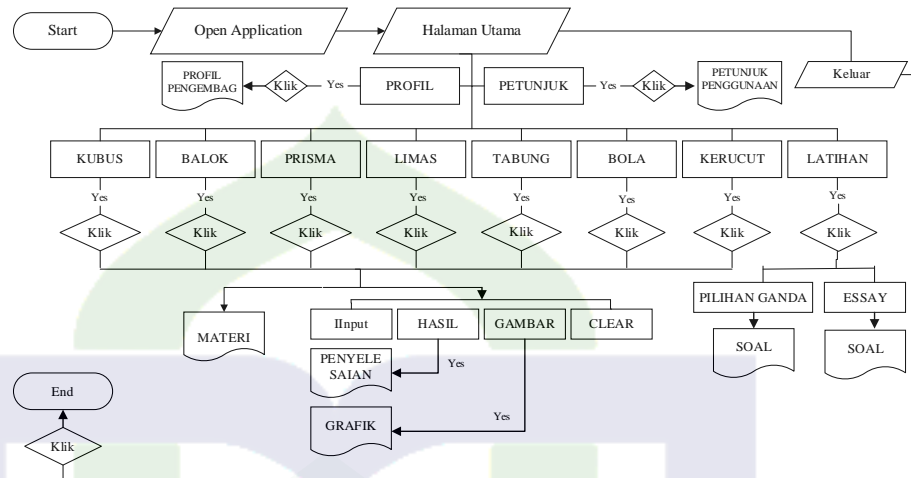 Start
Open Application
Halaman Utama
Keluar
PROFIL
PENGEMBAG
Klik
Yes
PROFIL
PETUNJUK
Yes
Klik
PETUNJUK
PENGGUNAAN
KUBUS
BALOK
PRISMA
LIMAS
TABUNG
BOLA
KERUCUT
LATIHAN
Yes
Yes
Yes
Yes
Yes
Yes
Yes
Yes
Klik
Klik
Klik
Klik
Klik
Klik
Klik
Klik
MATERI
IInput
HASIL
GAMBAR
CLEAR
PILIHAN GANDA
ESSAY
SOAL
SOAL
PENYELE
SAIAN
Yes
GRAFIK
Yes
End
Klik